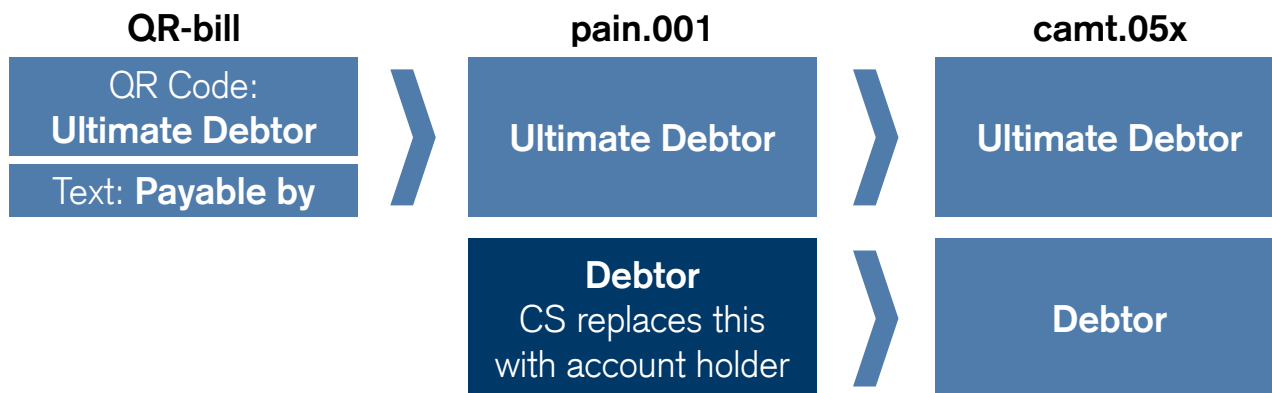 QR-bill
pain.001
camt.05x
QR Code:
Ultimate Debtor
Text: Payable by
Ultimate Debtor
Ultimate Debtor
Debtor
CS replaces this
with account holder
Debtor